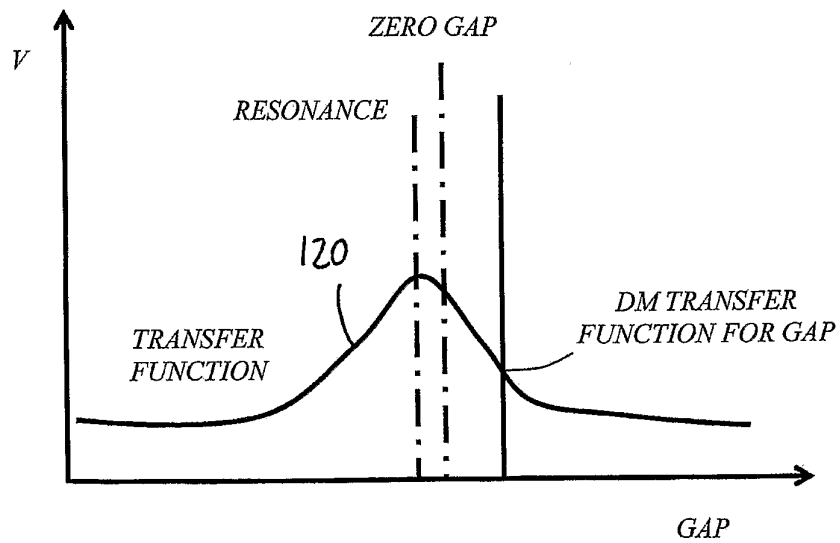 ZERO GAP
V
RESONANCE
120
DM TRANSFER
FUNCTION FOR GAP
TRANSFER
FUNCTION
GAP